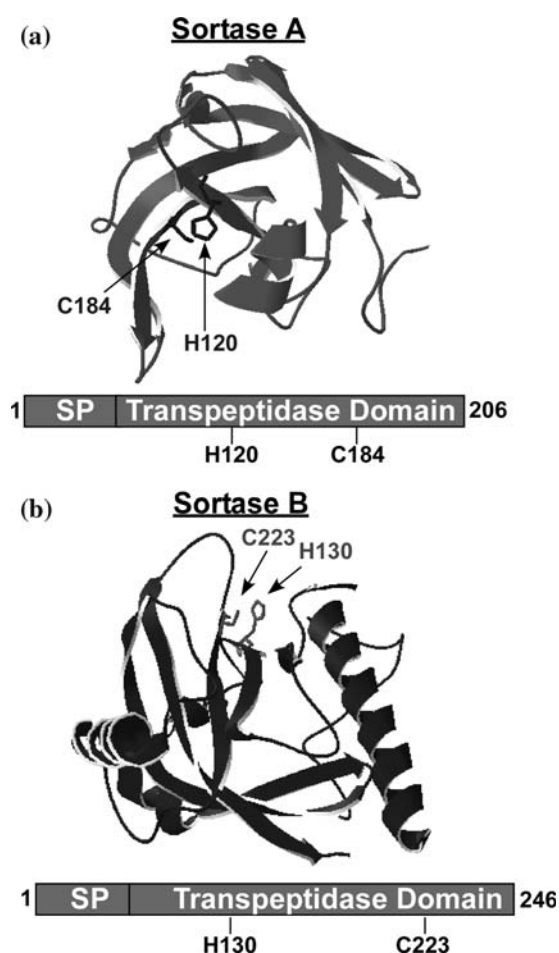 (a)
Sortase A
C184
H120
1 SP Transpeptidase Domain 206
H120 C184
(b)
Sortase B
C223
H130
1 SP Transpeptidase Domain 246
H130 C223